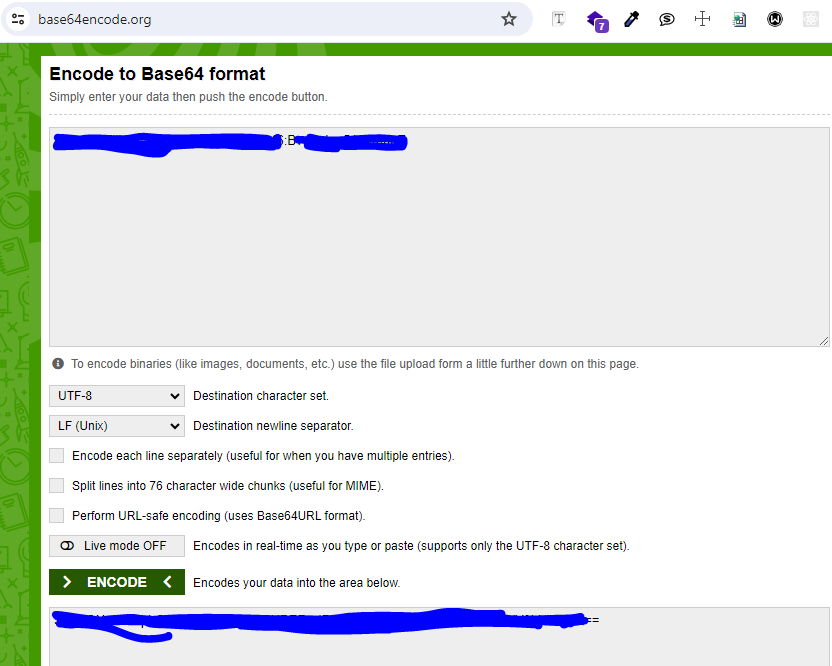 base64encode.org
T
7
Encode to Base64 format
Simply enter your data then push the encode button.
To encode binaries (like images, documents, etc.) use the file upload form a little further down on this page.
UTF-8 Destination character set.
LF (Unix) Destination newline separator.
Encode each line separately (useful for when you have multiple entries).
Split lines into 76 character wide chunks (useful for MIME).
Perform URL-safe encoding (uses Base64URL format).
Live mode OFF Encodes in real-time as you type or paste (supports only the UTF-8 character set).
> ENCODE < Encodes your data into the area below.
==